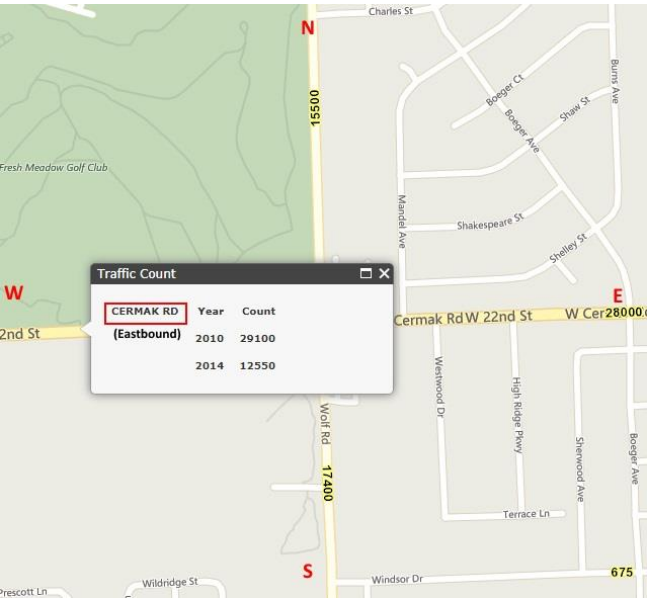 N
Charles St
Burns Ave
Boeger Ct
Shaw St
15500
Boeger Ave
Fresh Meadow Golf Club
Mandel Ave
Shakespeare St
Shelley St
Traffic Count
W
E
CERMAK RD Year Count
(Eastbound) 2010 29100
2014 12550
2nd St
Cermak Rd W 22nd St
W Cer
28000
Westwood Dr
High Ridge Pkwy
Wolf Rd
Sherwood Ave
Boeger Ave
17400
Terrace Ln
S
Wildridge St
Windsor Dr
675
Prescott Ln